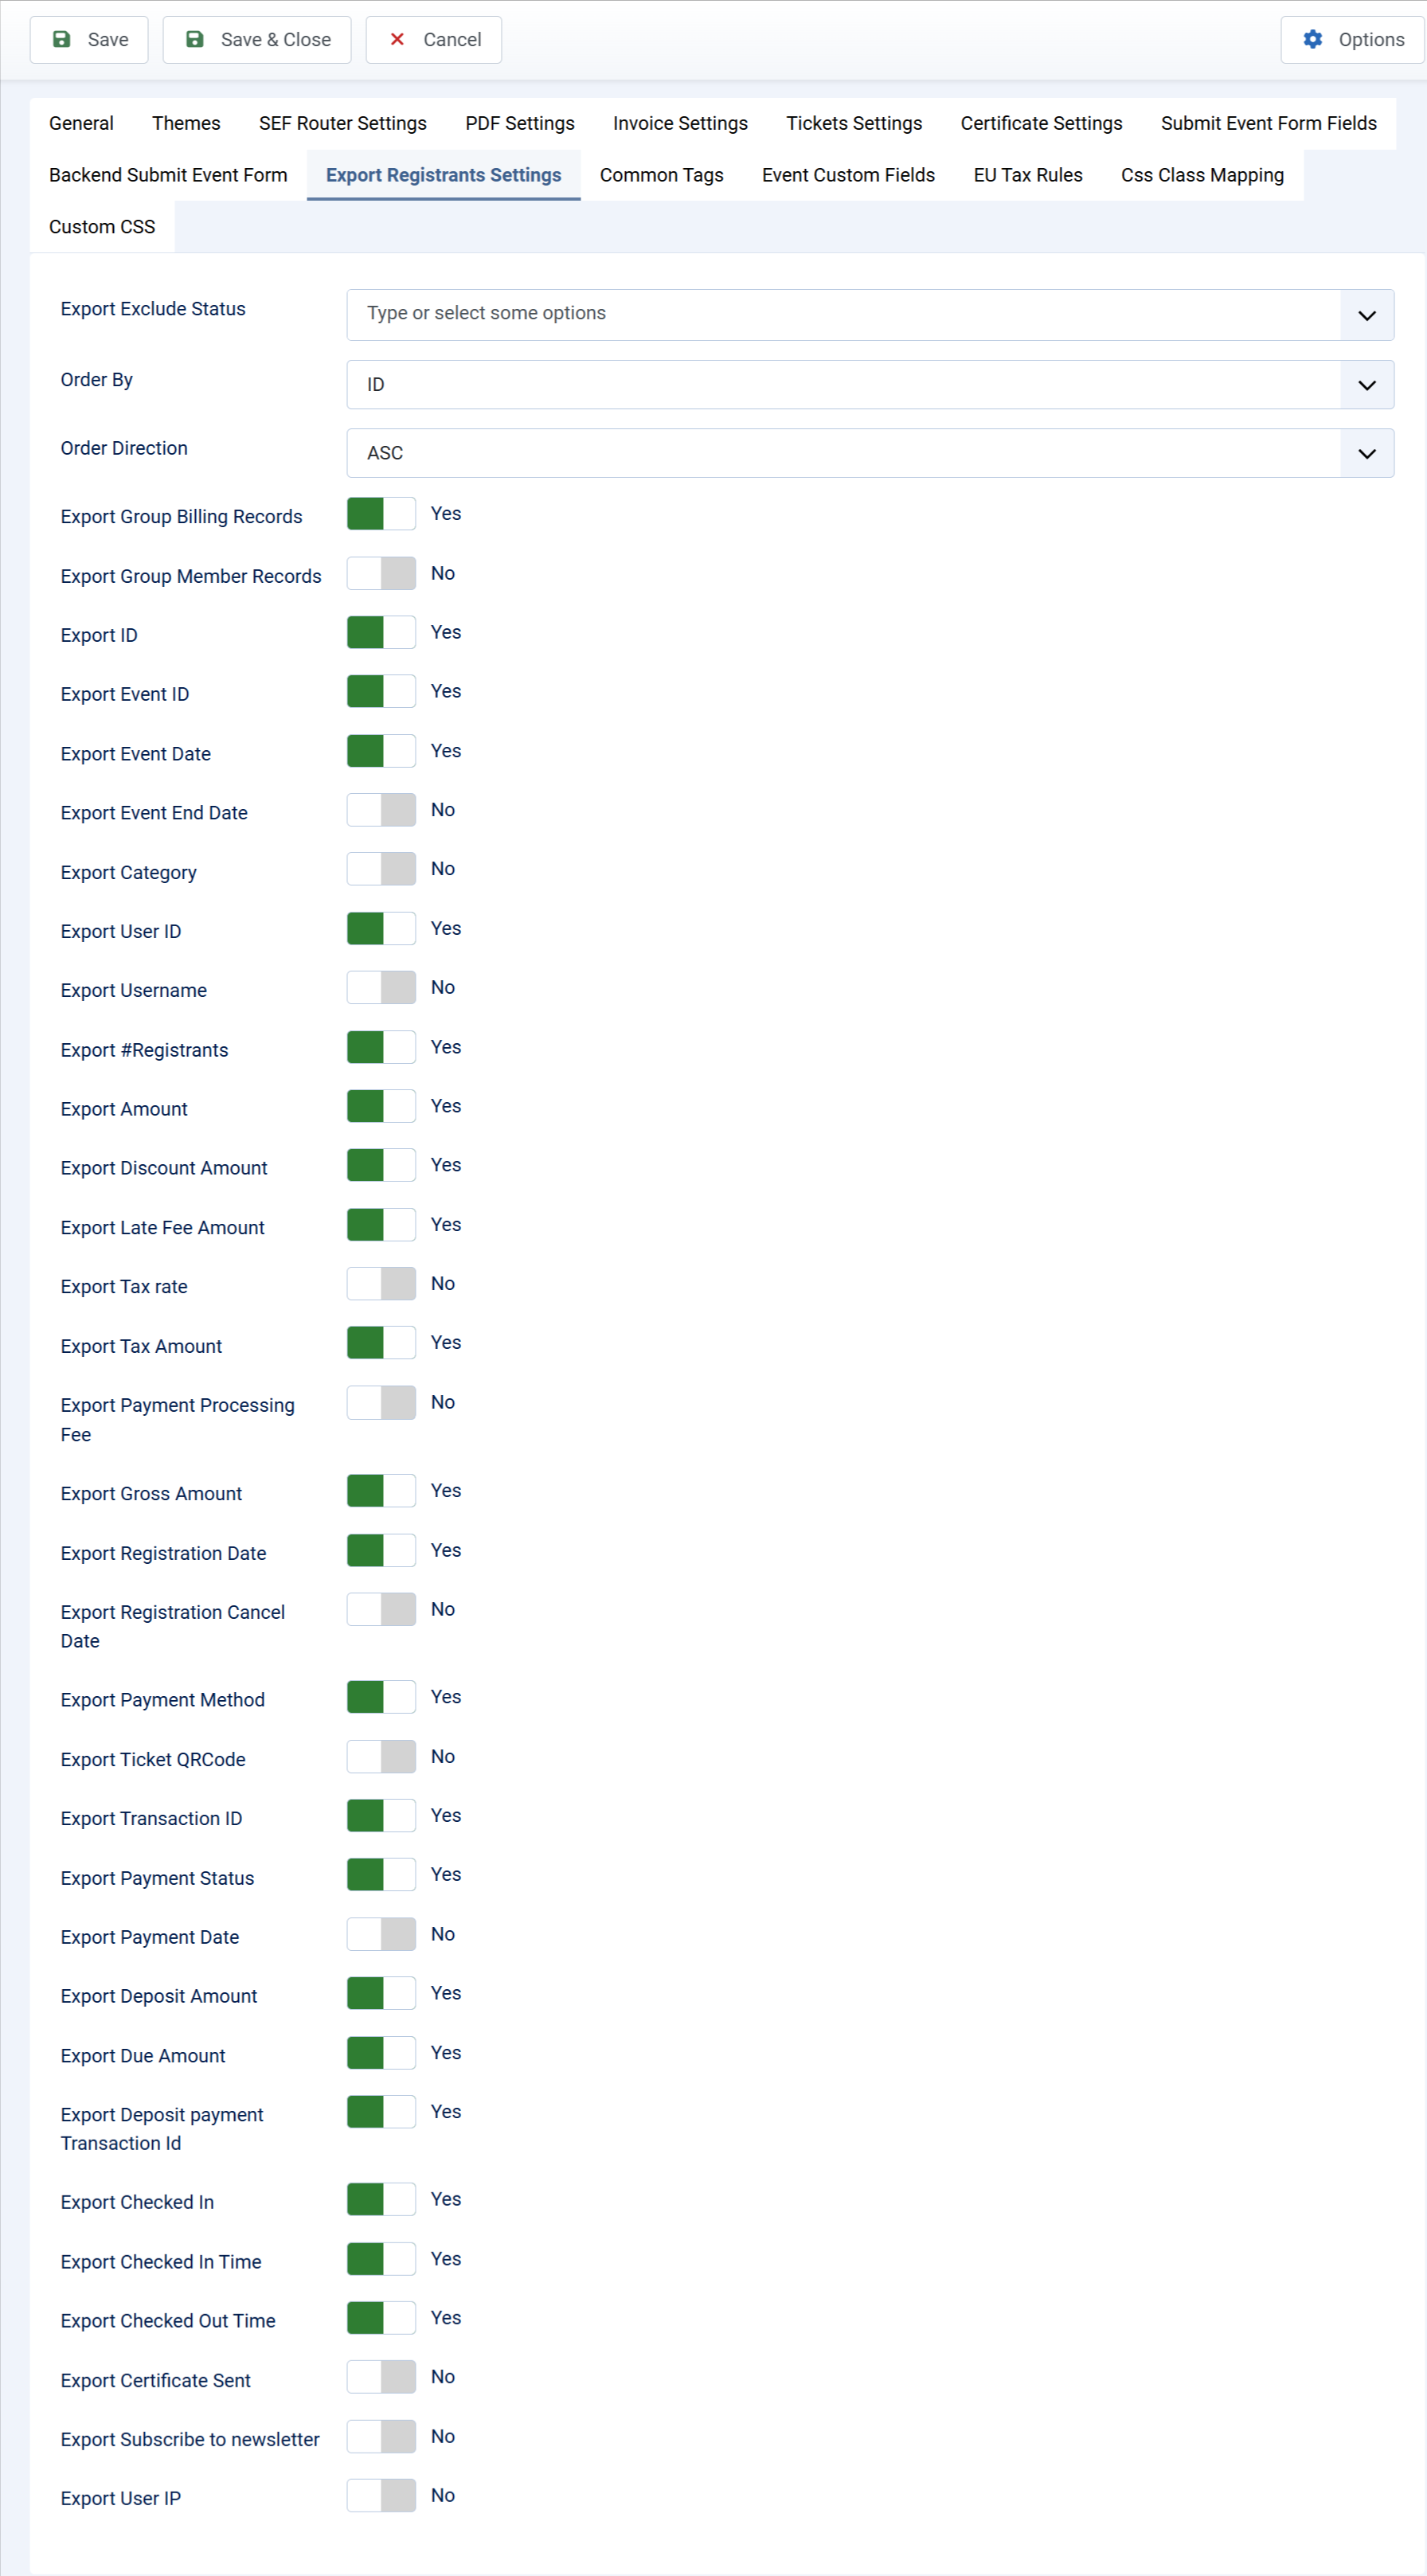 Save
Save & Close
Cancel
Options
General Themes SEF Router Settings PDF Settings Invoice Settings Tickets Settings Certificate Settings Submit Event Form Fields
Backend Submit Event Form Export Registrants Settings Common Tags Event Custom Fields EU Tax Rules Css Class Mapping
Custom CSS
Export Exclude Status Type or select some options
Order By ID
Order Direction ASC
Export Group Billing Records Yes
Export Group Member Records No
Export ID Yes
Export Event ID Yes
Export Event Date Yes
Export Event End Date No
Export Category No
Export User ID Yes
Export Username No
Export #Registrants Yes
Export Amount Yes
Export Discount Amount Yes
Export Late Fee Amount Yes
Export Tax rate No
Export Tax Amount Yes
Export Payment Processing No
Fee
Export Gross Amount Yes
Export Registration Date Yes
Export Registration Cancel No
Date
Export Payment Method Yes
Export Ticket QRCode No
Export Transaction ID Yes
Export Payment Status Yes
Export Payment Date No
Export Deposit Amount Yes
Export Due Amount Yes
Export Deposit payment Yes
Transaction Id
Export Checked In Yes
Export Checked In Time Yes
Export Checked Out Time Yes
Export Certificate Sent No
Export Subscribe to newsletter No
Export User IP No